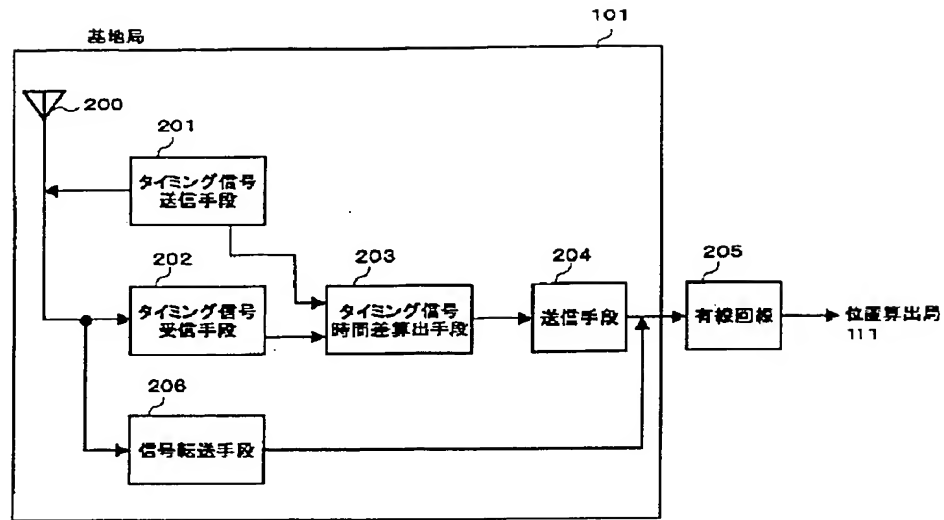 基地局
101
200
201
タイミング信号
送信手段
202
タイミング信号
受信手段
203
タイミング信号
時間差算出手段
204
送信手段
205
有線回線
位置算出局
111
206
信号転送手段